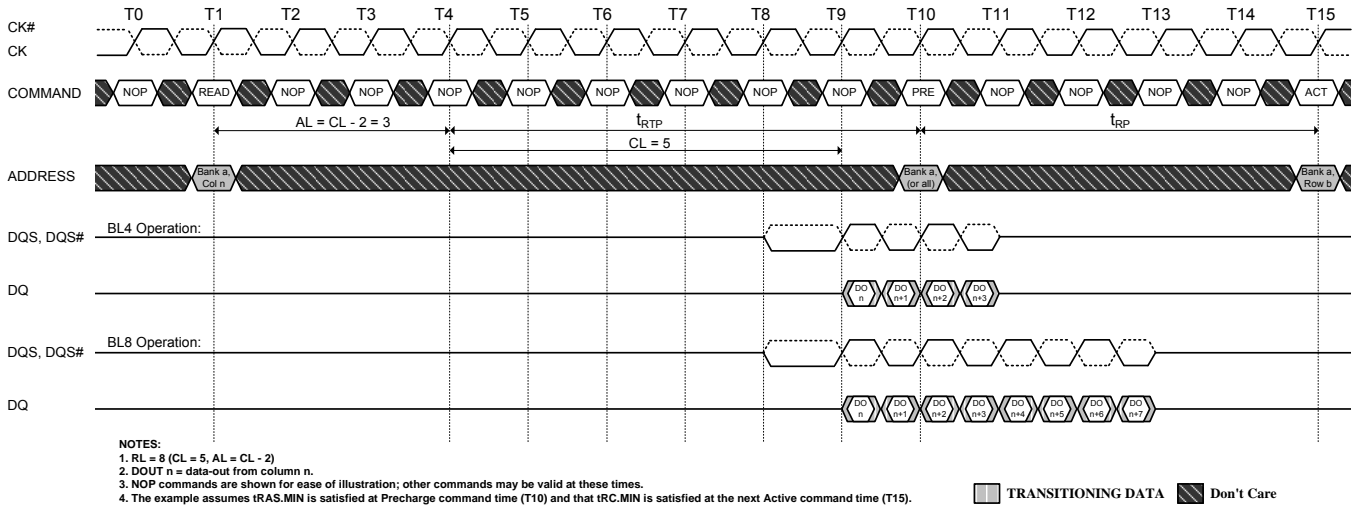 T0 T1 T2 T3 T4 T5 T6 T7 T8 T9 T10 T11 T12 T13 T14 T15
CK#
CK
COMMAND NOP READ NOP NOP NOP NOP NOP NOP NOP NOP PRE NOP NOP NOP NOP ACT
AL = CL - 2 = 3 tRTP tRP
CL = 5
ADDRESS
Bank a, Col n
Bank a, (or all)
Bank a, Row b
BL4 Operation:
DQS, DQS#
DQ
DO n
DO n+1
DO n+2
DO n+3
BL8 Operation:
DQS, DQS#
DQ
DO n
DO n+1
DO n+2
DO n+3
DO n+4
DO n+5
DO n+6
DO n+7
NOTES:
1. RL = 8 (CL = 5, AL = CL - 2)
2. DOUT n = data-out from column n.
3. NOP commands are shown for ease of illustration; other commands may be valid at these times.
4. The example assumes tRAS.MIN is satisfied at Precharge command time (T10) and that tRC.MIN is satisfied at the next Active command time (T15).
TRANSITIONING DATA Don't Care